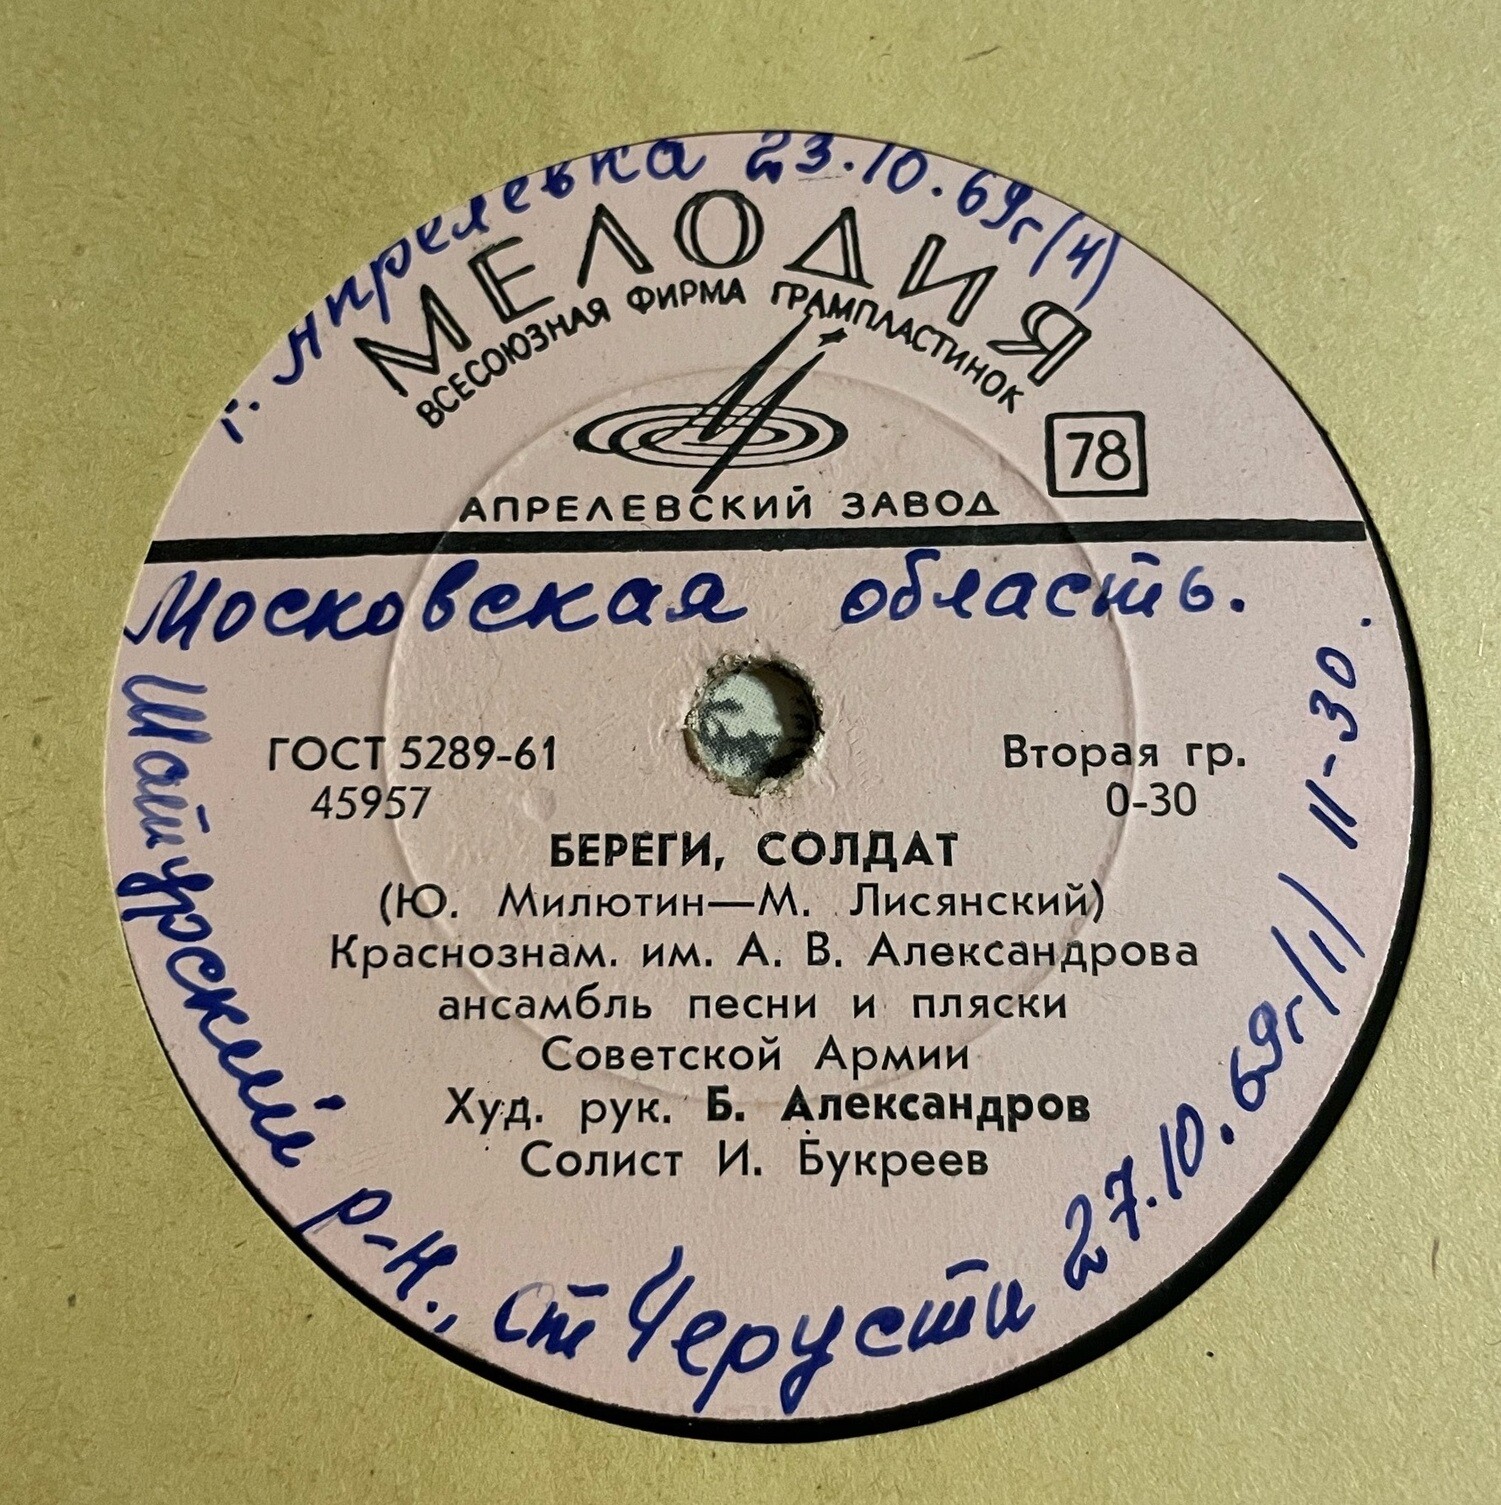 г. Апрелевка 23.10.69г (ч)
МЕЛОДИЯ
ВСЕСОЮЗНАЯ ФИРМА ГРАМПЛАСТИНОК
78
АПРЕЛЕВСКИЙ ЗАВОД
Московская область.
ГОСТ 5289-61
Вторая гр.
45957
0-30
БЕРЕГИ, СОЛДАТ
(Ю. Милютин—М. Лисянский)
Краснознам. им. А. В. Александрова
ансамбль песни и пляски
Советской Армии
Худ. рук. Б. Александров
Солист И. Букреев
Шатурский р-н., ст Черусти 27.10.69г/1/ 11-30.